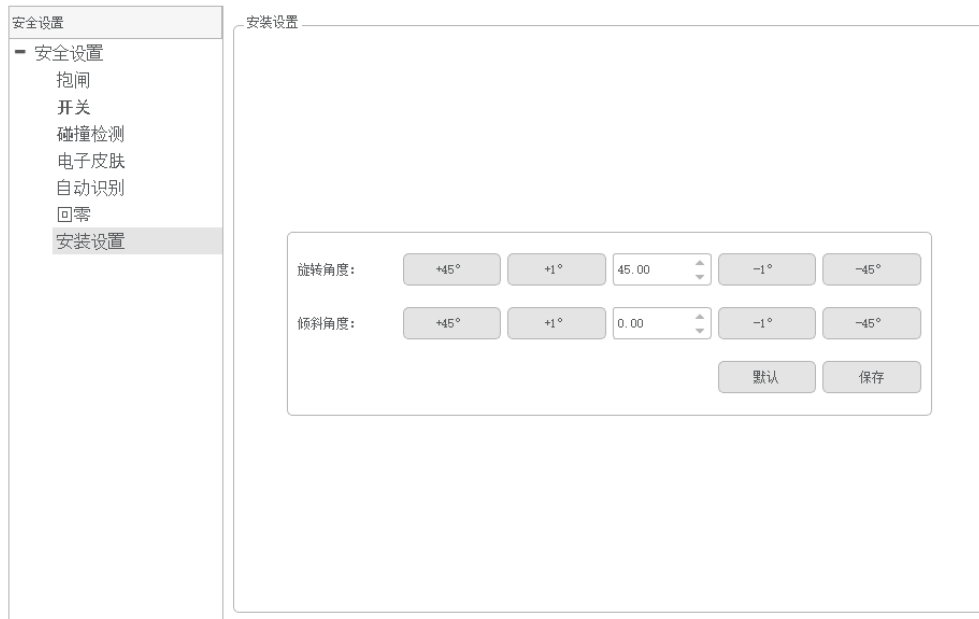 安全设置
安全设置
抱闸
开关
碰撞检测
电子皮肤
自动识别
回零
安装设置
安装设置
旋转角度： +45° +1° 45.00 -1° -45°
倾斜角度： +45° +1° 0.00 -1° -45°
默认 保存